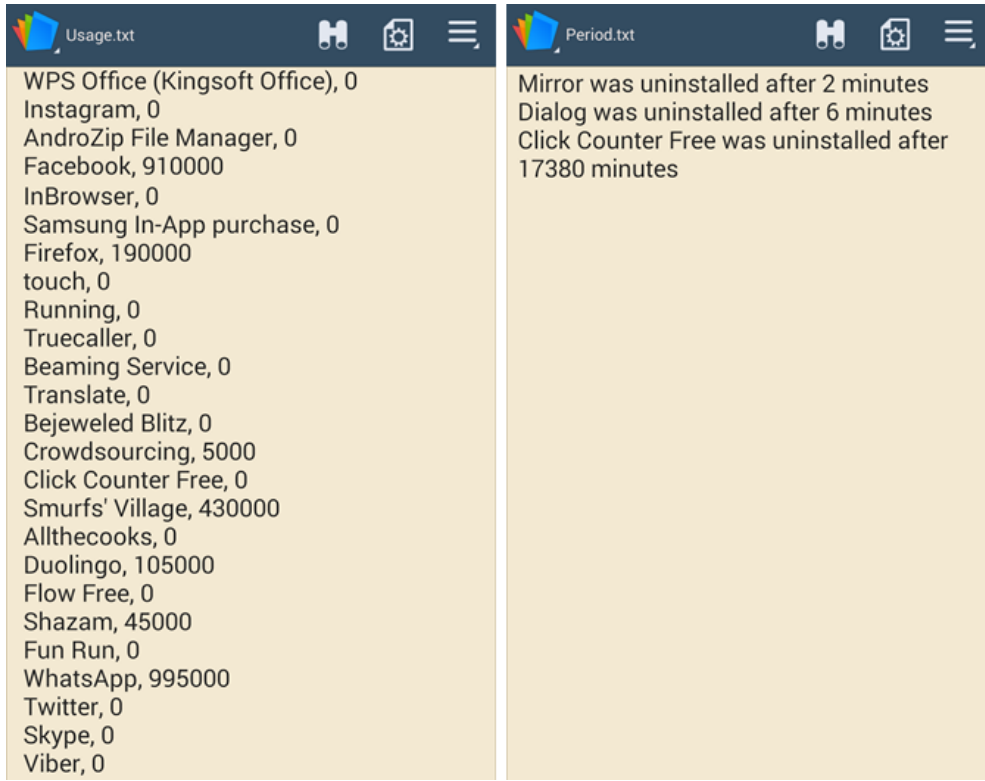 Usage.txt
WPS Office (Kingsoft Office), 0
Instagram, 0
AndroZip File Manager, 0
Facebook, 910000
InBrowser, 0
Samsung In-App purchase, 0
Firefox, 190000
touch, 0
Running, 0
Truecaller, 0
Beaming Service, 0
Translate, 0
Bejeweled Blitz, 0
Crowdsourcing, 5000
Click Counter Free, 0
Smurfs' Village, 430000
Allthecooks, 0
Duolingo, 105000
Flow Free, 0
Shazam, 45000
Fun Run, 0
WhatsApp, 995000
Twitter, 0
Skype, 0
Viber, 0
Period.txt
Mirror was uninstalled after 2 minutes
Dialog was uninstalled after 6 minutes
Click Counter Free was uninstalled after
17380 minutes